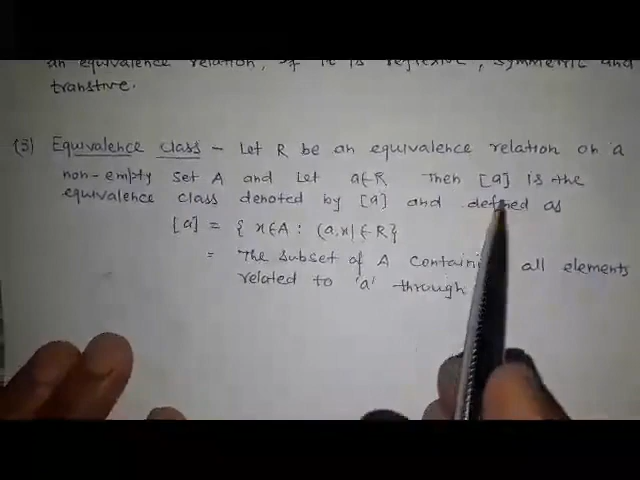 an equivalence relation, if it is reflexive, symmetric and
transtive.
(3) Equivalence class - Let R be an equivalence relation on a
non-empty set A and Let a∈R Then [a] is the
equivalence class denoted by [a] and defined as
[a] = { x∈A : (a,x) ∈ R}
= The subset of A containi all elements
related to 'a' through